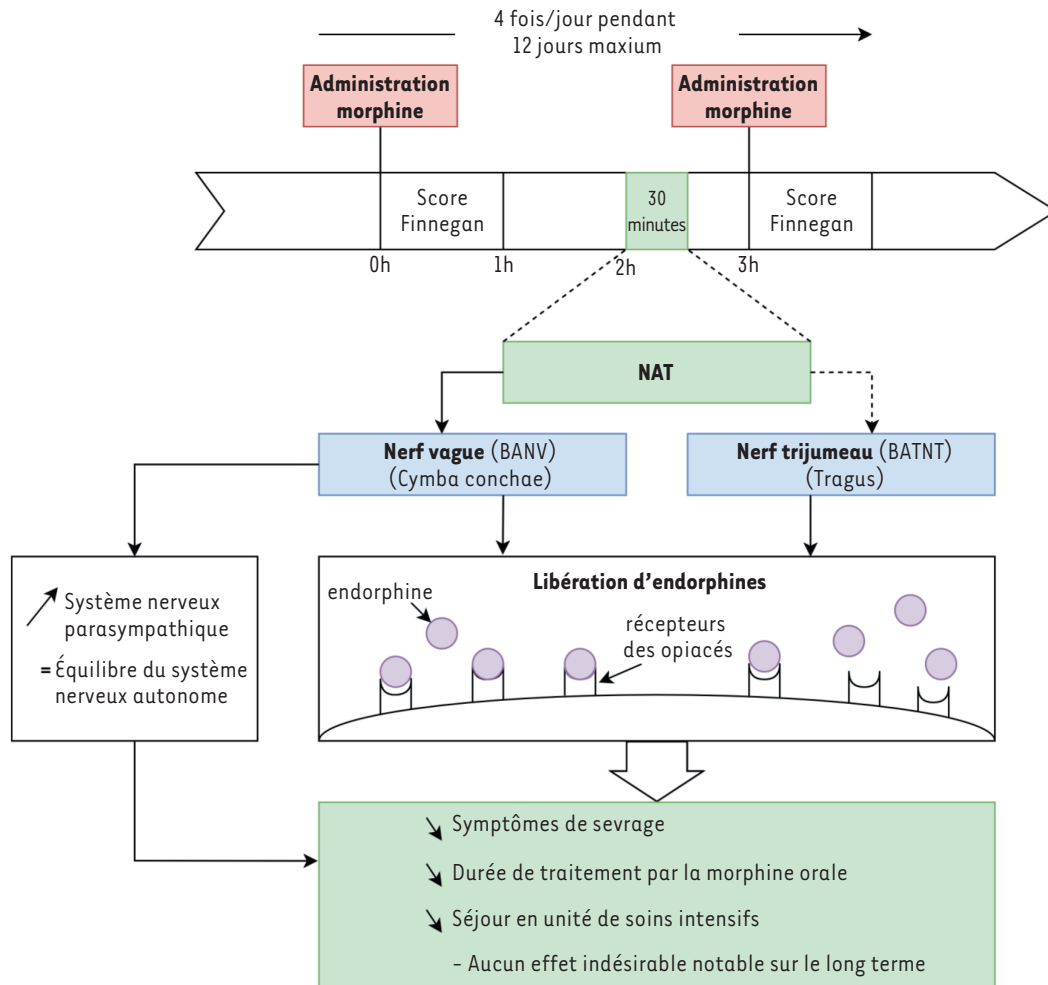 4 fois/jour pendant
12 jours maxium
Administration
morphine
Administration
morphine
Score
Finnegan
30
minutes
Score
Finnegan
0h
1h
2h
3h
NAT
Nerf vague (BANV)
(Cymba conchae)
Nerf trijumeau (BATNT)
(Tragus)
Système nerveux
parasympathique
= Équilibre du système
nerveux autonome
Libération d'endorphines
endorphine
récepteurs
des opiacés
Symptômes de sevrage
Durée de traitement par la morphine orale
Séjour en unité de soins intensifs
- Aucun effet indésirable notable sur le long terme